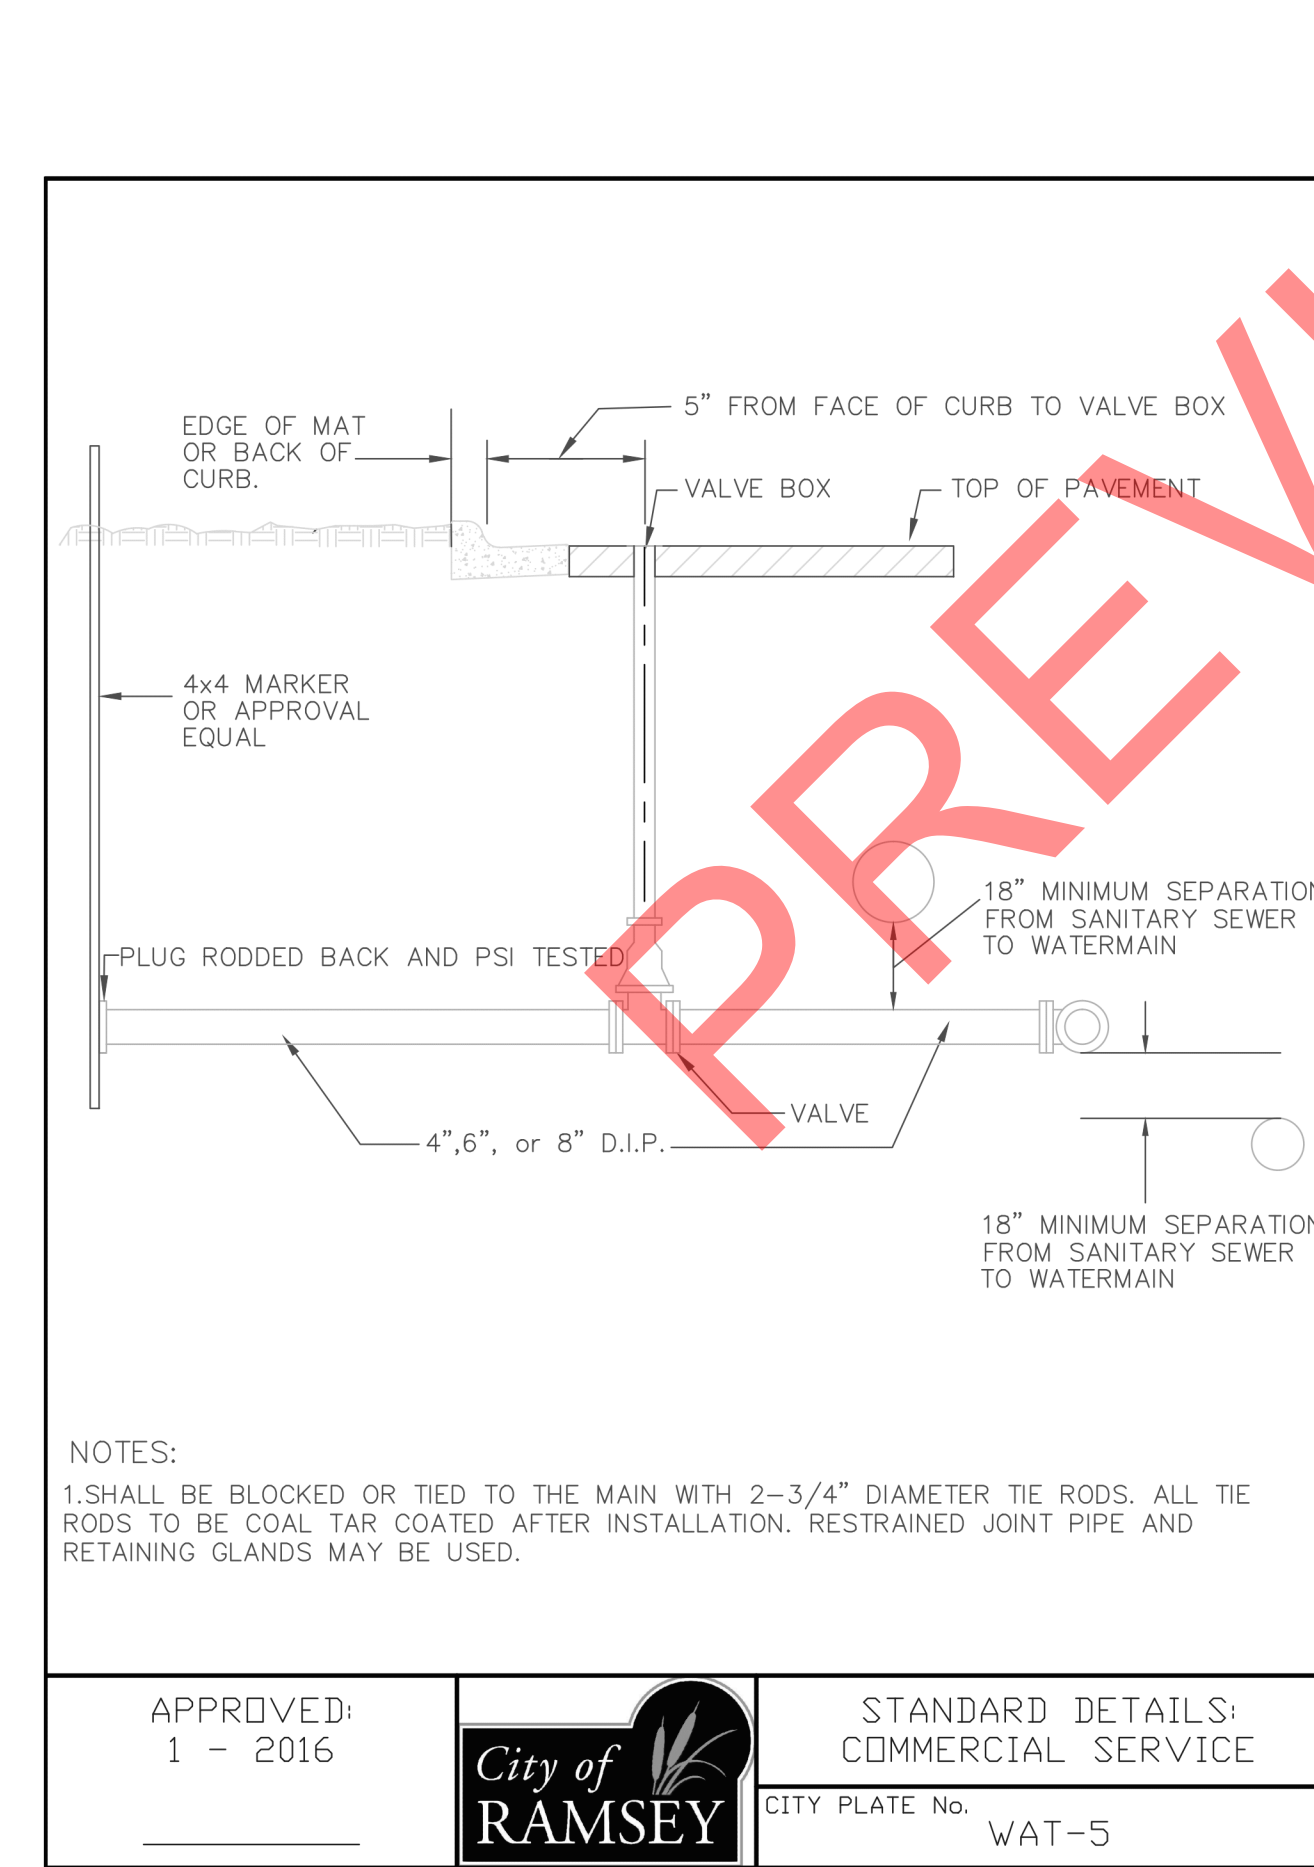 5” FROM FACE OF CURB TO VALVE BOX
EDGE OF MAT
OR BACK OF
CURB.
VALVE BOX
TOP OF PAVEMENT
4x4 MARKER
OR APPROVAL
EQUAL
18” MINIMUM SEPARATION
FROM SANITARY SEWER
TO WATERMAIN
PLUG RODDED BACK AND PSI TESTED
VALVE
4”,6”, or 8” D.I.P.
18” MINIMUM SEPARATION
FROM SANITARY SEWER
TO WATERMAIN
PREV
NOTES:
1.SHALL BE BLOCKED OR TIED TO THE MAIN WITH 2-3/4” DIAMETER TIE RODS. ALL TIE
RODS TO BE COAL TAR COATED AFTER INSTALLATION. RESTRAINED JOINT PIPE AND
RETAINING GLANDS MAY BE USED.
APPROVED:
1 - 2016
City of
RAMSEY
STANDARD DETAILS:
COMMERCIAL SERVICE
CITY PLATE No.
WAT-5